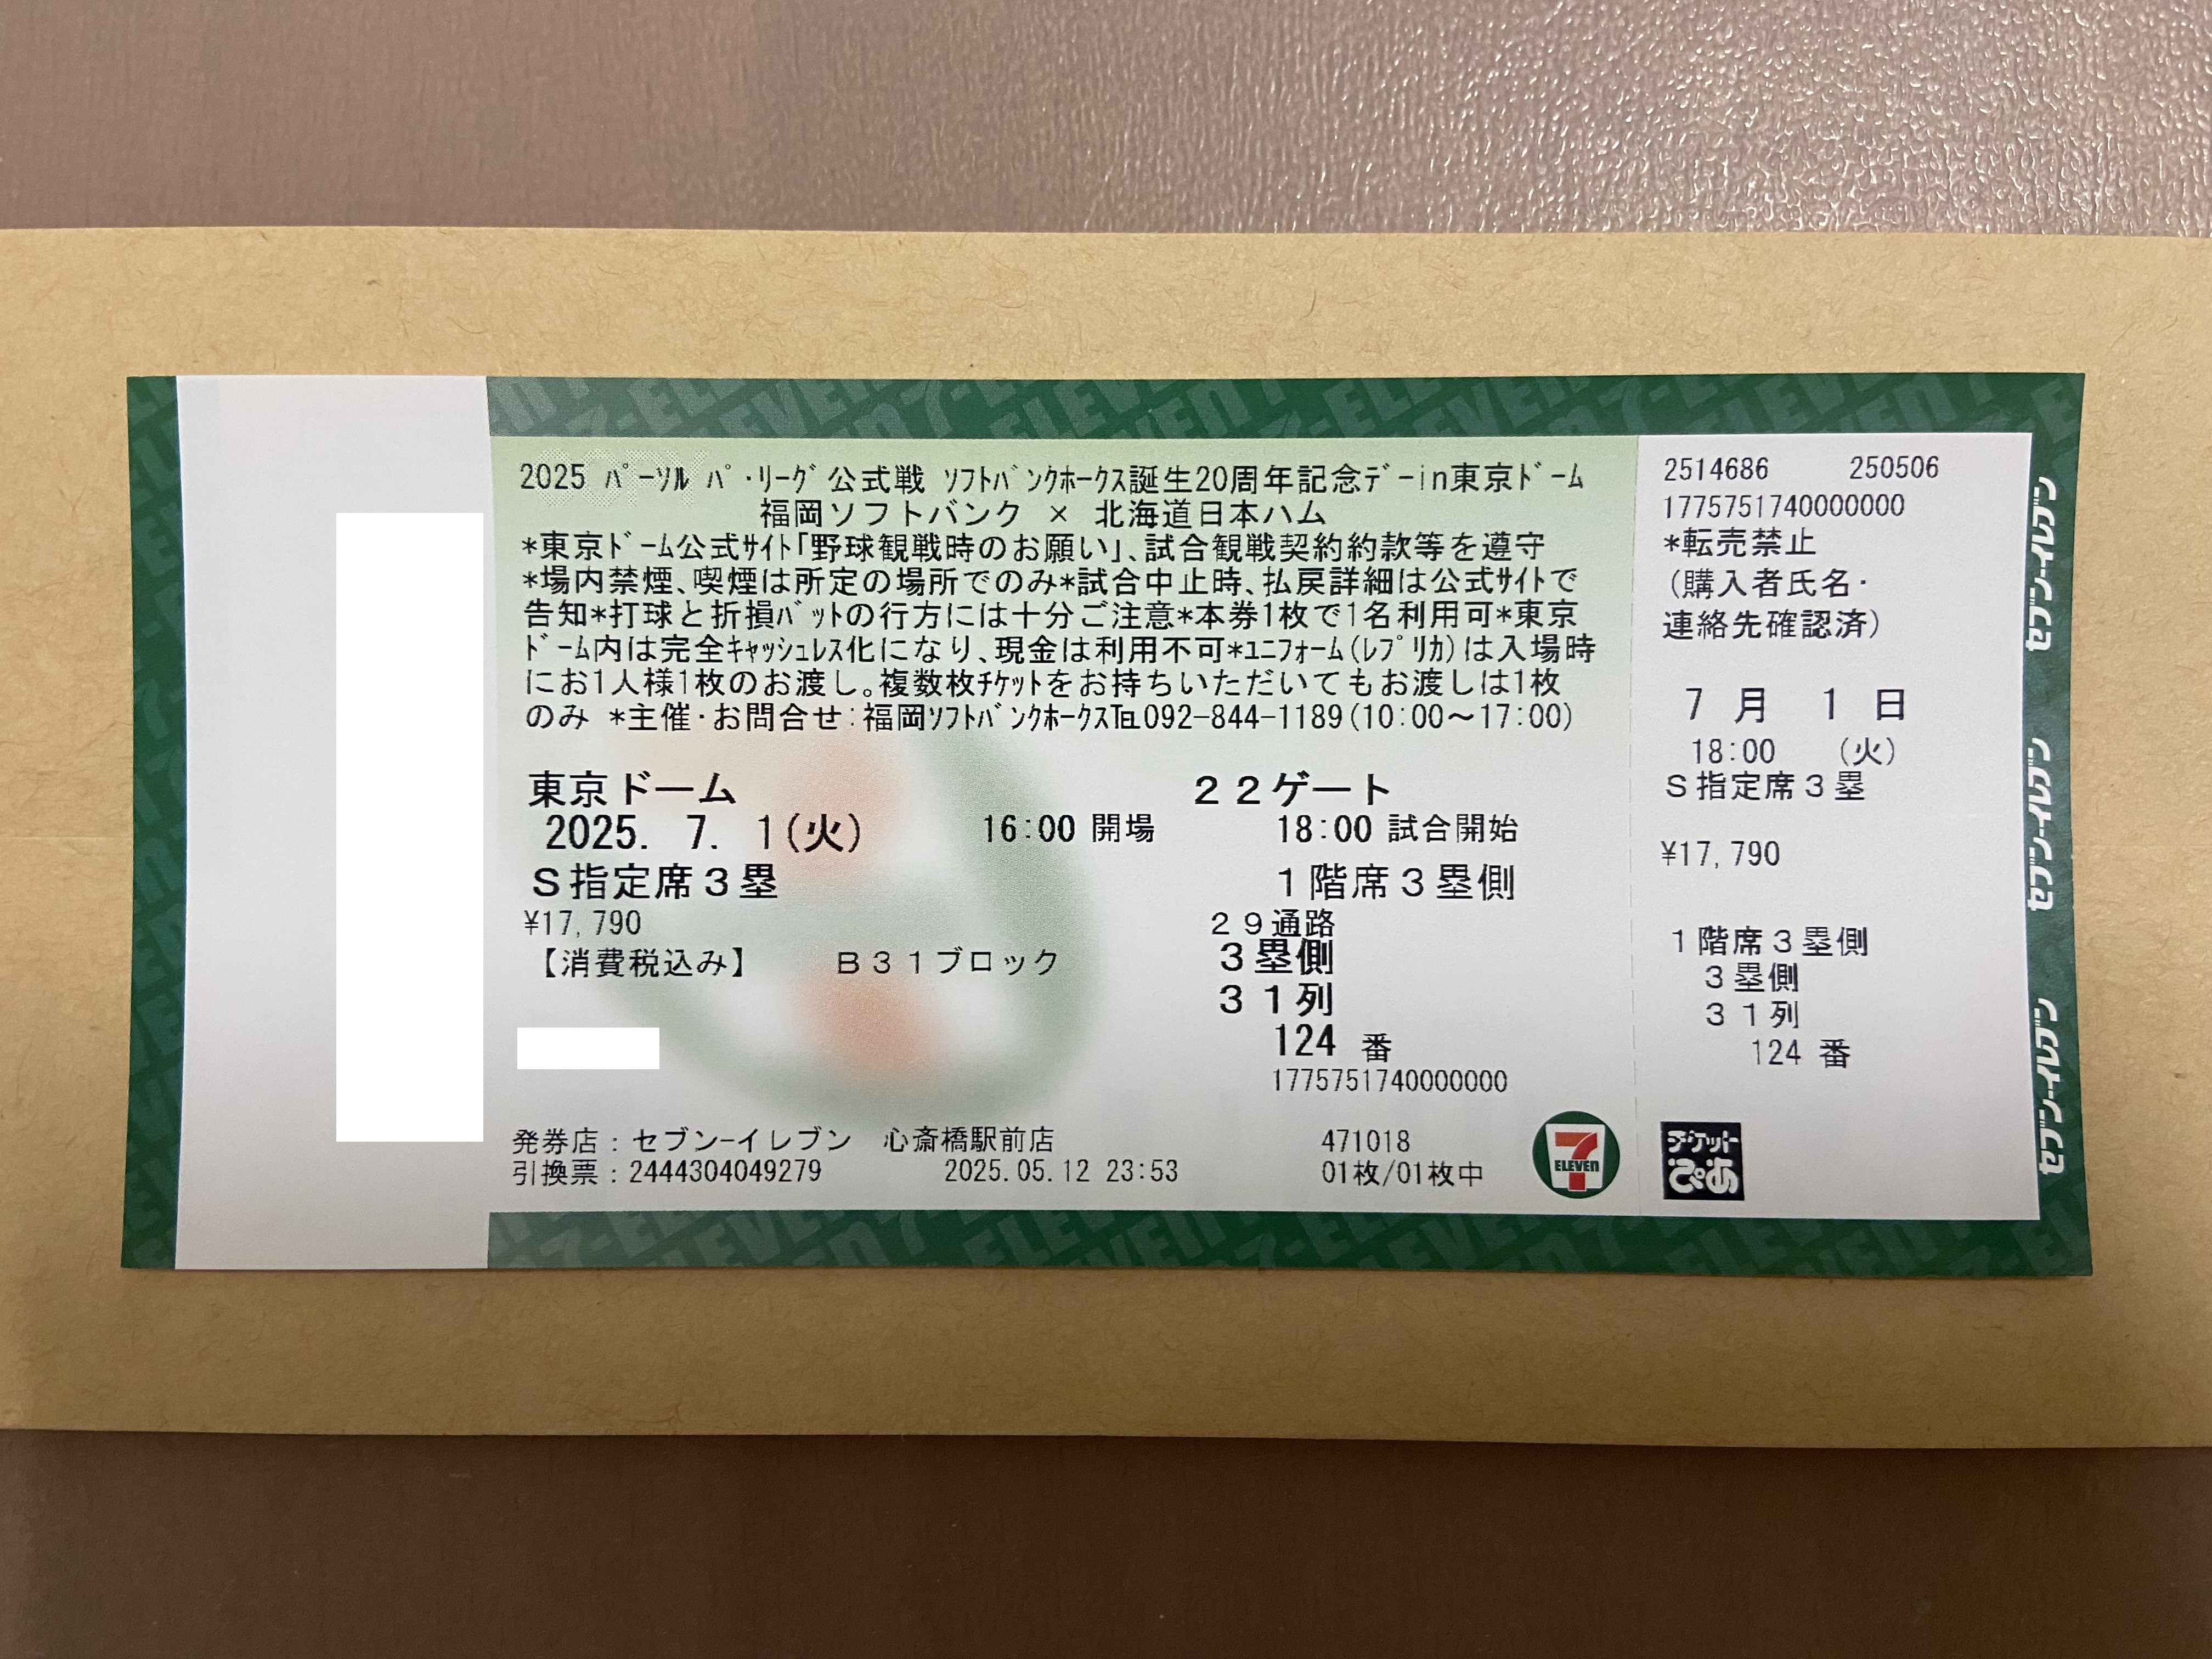 2025 ﾊﾟｰｿﾙ ﾊﾟ・ﾘｰｸﾞ公式戦 ｿﾌﾄﾊﾞﾝｸﾎｰｸｽ誕生20周年記念ﾃﾞｰin東京ﾄﾞｰﾑ
福岡ソフトバンク × 北海道日本ハム
*東京ﾄﾞｰﾑ公式ｻｲﾄ｢野球観戦時のお願い｣､試合観戦契約約款等を遵守
*場内禁煙､喫煙は所定の場所でのみ*試合中止時､払戻詳細は公式ｻｲﾄで
告知*打球と折損ﾊﾞｯﾄの行方には十分ご注意*本券1枚で1名利用可*東京
ﾄﾞｰﾑ内は完全ｷｬｯｼｭﾚｽ化になり､現金は利用不可*ﾕﾆﾌｫｰﾑ(ﾚﾌﾟﾘｶ)は入場時
にお1人様1枚のお渡し｡複数枚ﾁｹｯﾄをお持ちいただいてもお渡しは1枚
のみ *主催･お問合せ:福岡ｿﾌﾄﾊﾞﾝｸﾎｰｸｽ℡092-844-1189(10:00～17:00)
東京ドーム ２２ゲート
2025. 7. 1(火) 16:00 開場 18:00 試合開始
Ｓ指定席３塁 １階席３塁側
¥17,790 ２９通路
【消費税込み】 Ｂ３１ブロック ３塁側
３１列
124 番
1775751740000000
発券店：セブン-イレブン 心斎橋駅前店 471018
引換票：2444304049279 2025.05.12 23:53 01枚/01枚中
7 ELEVEN
2514686 250506
1775751740000000
*転売禁止
(購入者氏名･
連絡先確認済)
7 月 1 日
18:00 (火)
Ｓ指定席３塁
¥17,790
１階席３塁側
３塁側
３１列
124 番
チケットぴあ
セブン-イレブン
セブン-イレブン
セブン-イレブン